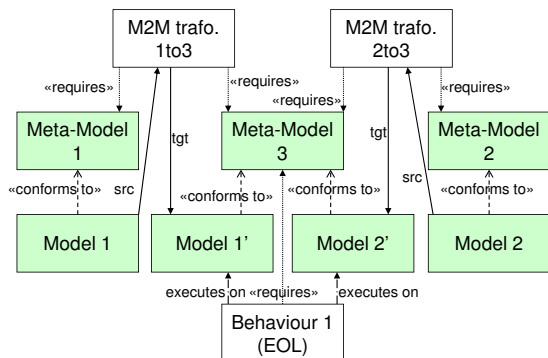 M2M trafo.
1to3
M2M trafo.
2to3
«requires»
«requires»
«requires»
«requires»
Meta-Model
1
tgt
Meta-Model
3
tgt
Meta-Model
2
«conforms to»
src
«conforms to»
«conforms to»
src
«conforms to»
Model 1
Model 1’
Model 2’
Model 2
executes on
«requires»
executes on
Behaviour 1
(EOL)